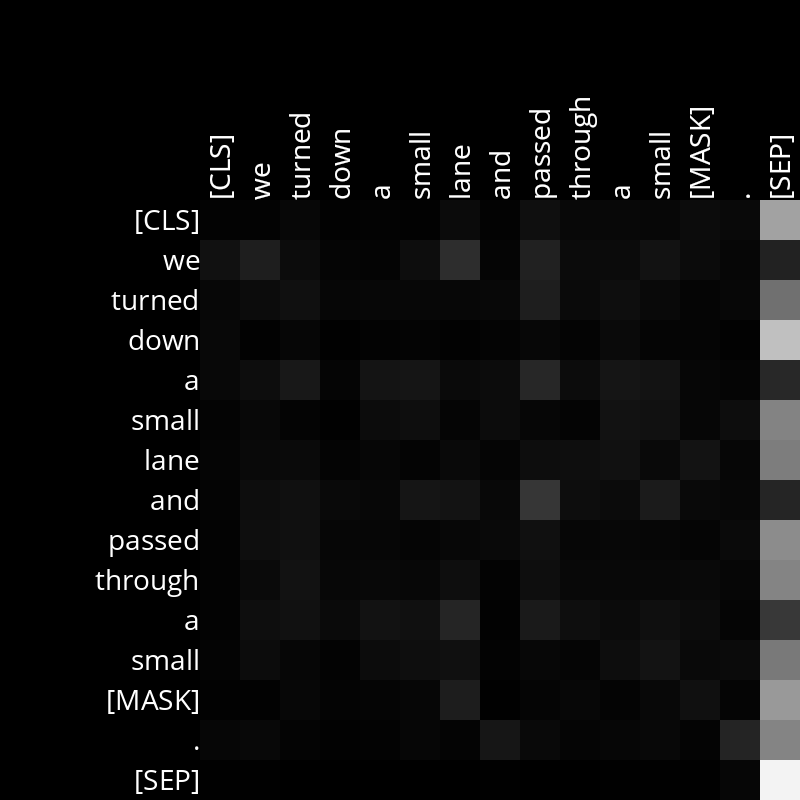 [CLS] we turned down a small lane and passed through a small [MASK] . [SEP]
[CLS]
we
turned
down
a
small
lane
and
passed
through
a
small
[MASK]
.
[SEP]